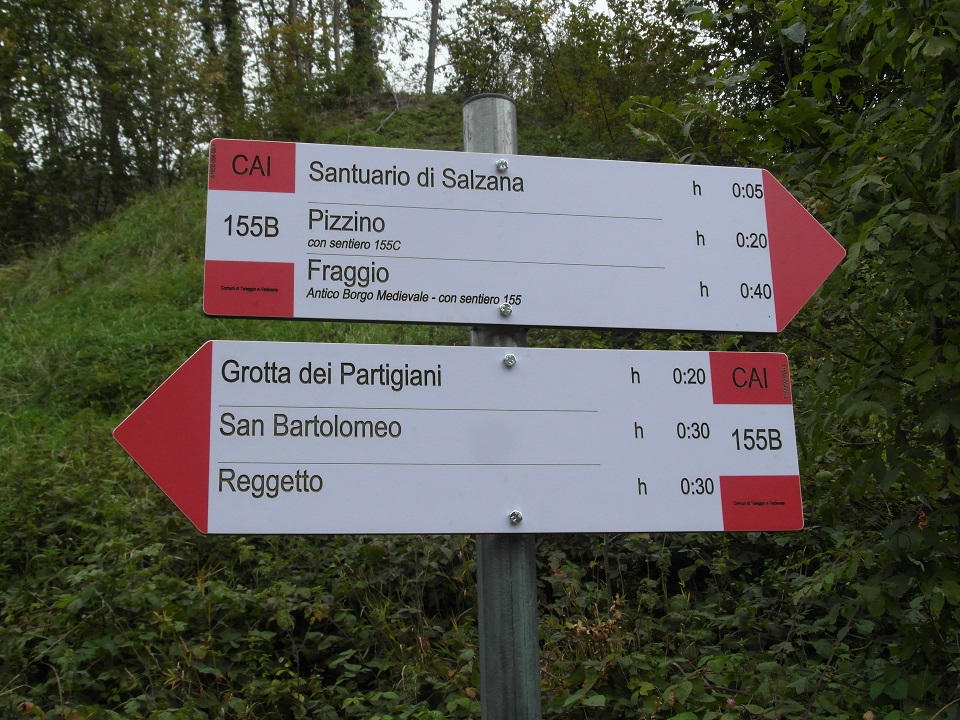 CAI
155B
Santuario di Salzana h 0:05
Pizzino h 0:20
con sentiero 155C
Fraggio h 0:40
Antico Borgo Medievale - con sentiero 155
Grotta dei Partigiani h 0:20 CAI
San Bartolomeo h 0:30 155B
Reggetto h 0:30